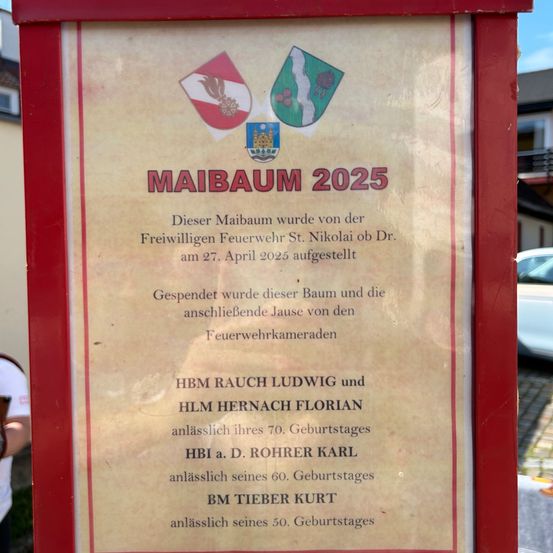 MAIBAUM 2025
Dieser Maibaum wurde von der
Freiwilligen Feuerwehr St. Nikolai ob Dr.
am 27. April 2025 aufgestellt
Gespendet wurde dieser Baum und die
anschließende Jause von den
Feuerwehrkameraden
HBM RAUCH LUDWIG und
HLM HERNACH FLORIAN
anlässlich ihres 70. Geburtstages
HBI a. D. ROHRER KARL
anlässlich seines 60. Geburtstages
BM TIEBER KURT
anlässlich seines 50. Geburtstages